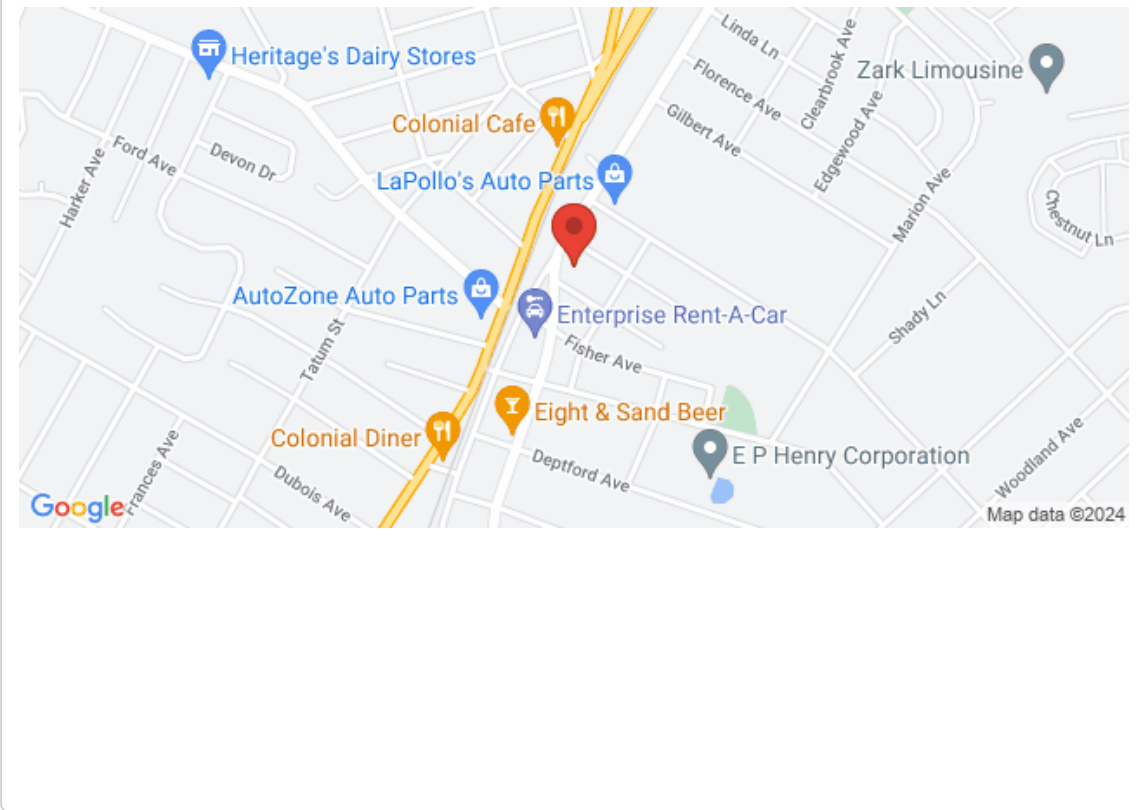 Linda Ln
Heritage's Dairy Stores
Clearbrook Ave
Zark Limousine
Florence Ave
Colonial Cafe
Gilbert Ave
Edgewood Ave
Ford Ave
Devon Dr
Harker Ave
LaPollo's Auto Parts
Marion Ave
Chestnut Ln
AutoZone Auto Parts
Enterprise Rent-A-Car
Shady Ln
Tatum St
Fisher Ave
Eight & Sand Beer
Colonial Diner
E P Henry Corporation
Woodland Ave
Frances Ave
Dubois Ave
Deptford Ave
Google
Map data ©2024